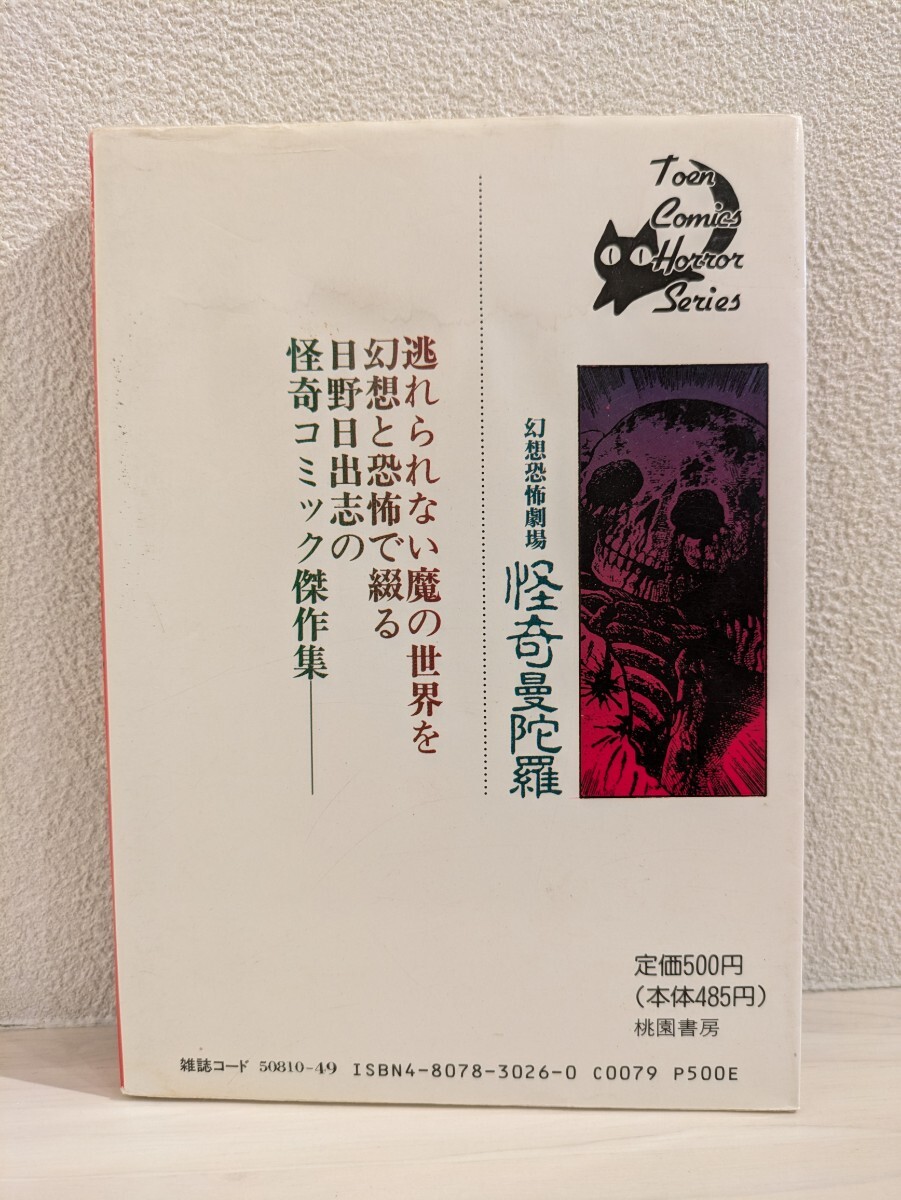 Toen
Comics
Horror
Series
幻想恐怖劇場
怪奇曼陀羅
逃れられない魔の世界を
幻想と恐怖で綴る
日野日出志の
怪奇コミック傑作集――
定価500円
（本体485円）
桃園書房
雑誌コード 50810-49 ISBN4-8078-3026-0 C0079 P500E